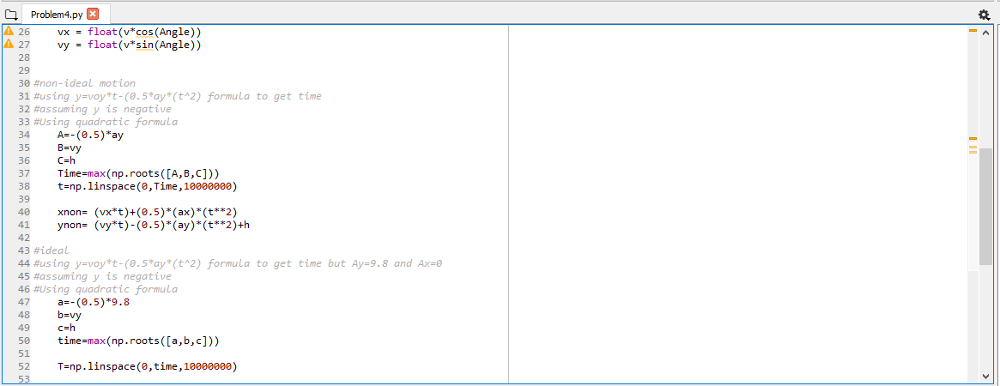 Problem4.py
26 vx = float(v*cos(Angle))
27 vy = float(v*sin(Angle))
28
29
30 #non-ideal motion
31 #using y=voy*t-(0.5*ay*(t^2) formula to get time
32 #assuming y is negative
33 #Using quadratic formula
34 A=-(0.5)*ay
35 B=vy
36 C=h
37 Time=max(np.roots([A,B,C]))
38 t=np.linspace(0,Time,10000000)
39
40 xnon= (vx*t)+(0.5)*(ax)*(t**2)
41 ynon= (vy*t)-(0.5)*(ay)*(t**2)+h
42
43 #ideal
44 #using y=voy*t-(0.5*ay*(t^2) formula to get time but Ay=9.8 and Ax=0
45 #assuming y is negative
46 #Using quadratic formula
47 a=-(0.5)*9.8
48 b=vy
49 c=h
50 time=max(np.roots([a,b,c]))
51
52 T=np.linspace(0,time,10000000)
53